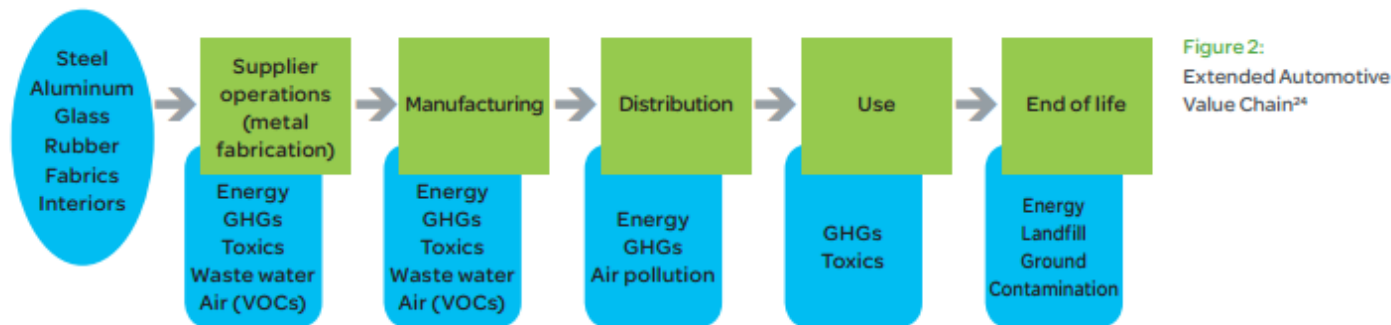 Steel
Aluminum
Glass
Rubber
Fabrics
Interiors
Supplier
operations
(metal
fabrication)
Energy
GHGs
Toxics
Waste water
Air (VOCs)
Manufacturing
Energy
GHGs
Toxics
Waste water
Air (VOCs)
Distribution
Energy
GHGs
Air pollution
Use
GHGs
Toxics
End of life
Energy
Landfill
Ground
Contamination
Figure 2:
Extended Automotive
Value Chain²⁴